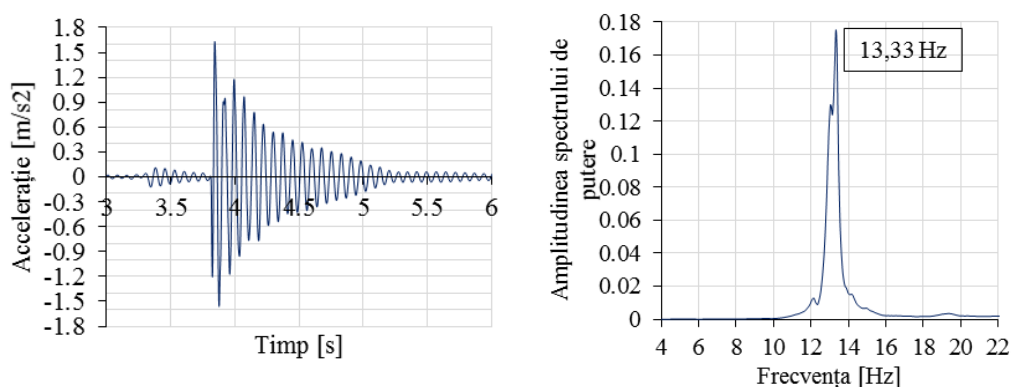 Accelerație [m/s2]
1.8
1.5
1.2
0.9
0.6
0.3
0
-0.3
-0.6
-0.9
-1.2
-1.5
-1.8
3 3.5 4 4.5 5 5.5 6
Timp [s]
Amplitudinea spectrului de
putere
0.18
0.16
0.14
0.12
0.1
0.08
0.06
0.04
0.02
0
13,33 Hz
4 6 8 10 12 14 16 18 20 22
Frecvența [Hz]